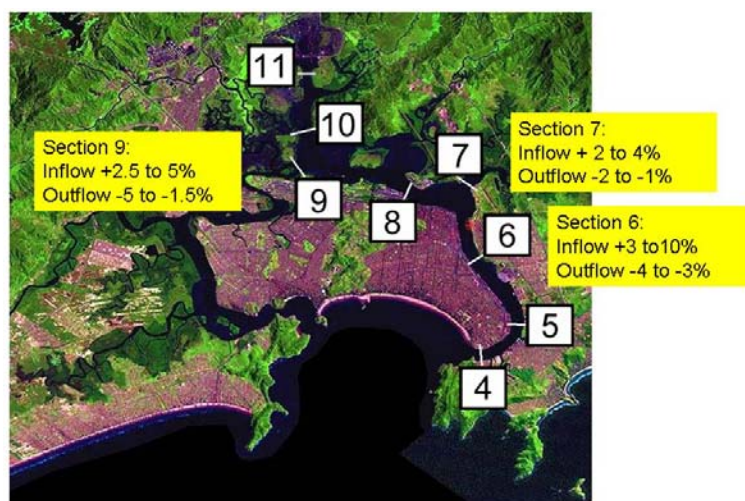 11
10
Section 9:
Inflow +2.5 to 5%
Outflow -5 to -1.5%
Section 7:
Inflow + 2 to 4%
Outflow -2 to -1%
7
9
8
6
Section 6:
Inflow +3 to10%
Outflow -4 to -3%
5
4